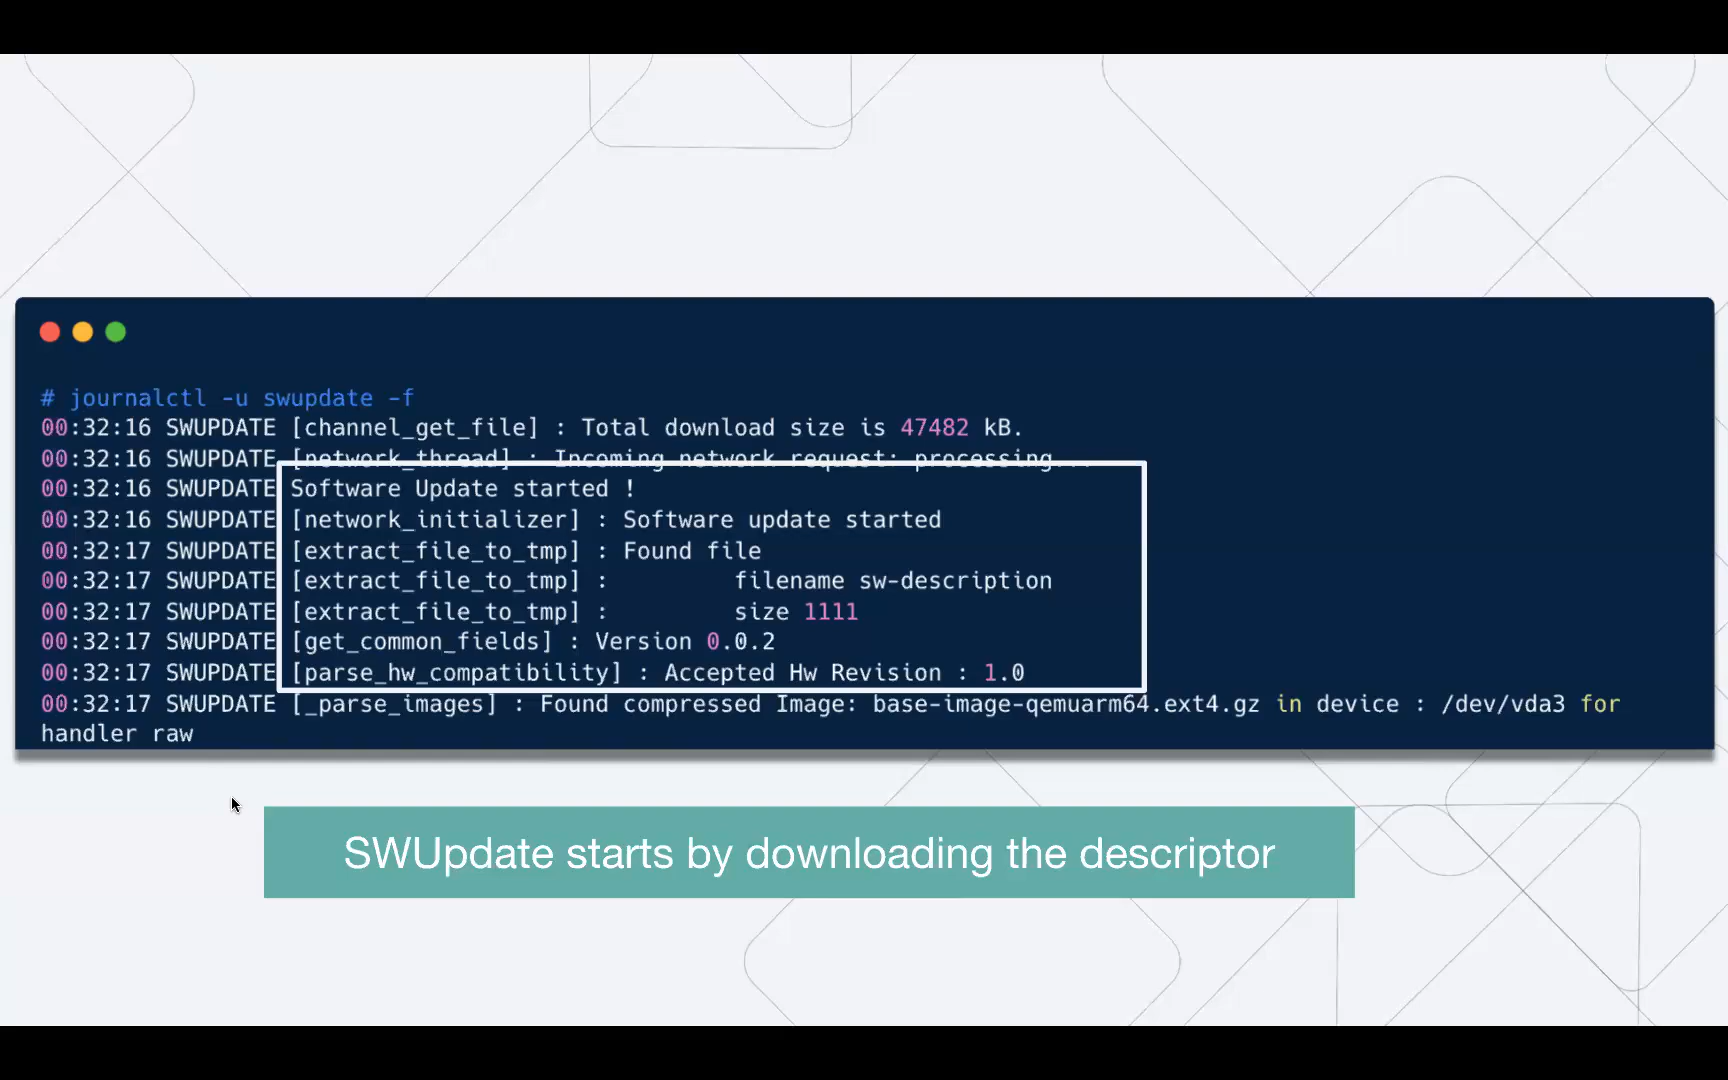 # journalctl -u swupdate -f
00:32:16 SWUPDATE [channel_get_file] : Total download size is 47482 kB.
00:32:16 SWUPDATE [network_thread] : Incoming network request: processing...
00:32:16 SWUPDATE Software Update started !
00:32:16 SWUPDATE [network_initializer] : Software update started
00:32:17 SWUPDATE [extract_file_to_tmp] : Found file
00:32:17 SWUPDATE [extract_file_to_tmp] :         filename sw-description
00:32:17 SWUPDATE [extract_file_to_tmp] :         size 1111
00:32:17 SWUPDATE [get_common_fields] : Version 0.0.2
00:32:17 SWUPDATE [parse_hw_compatibility] : Accepted Hw Revision : 1.0
00:32:17 SWUPDATE [_parse_images] : Found compressed Image: base-image-qemuarm64.ext4.gz in device : /dev/vda3 for
handler raw
SWUpdate starts by downloading the descriptor